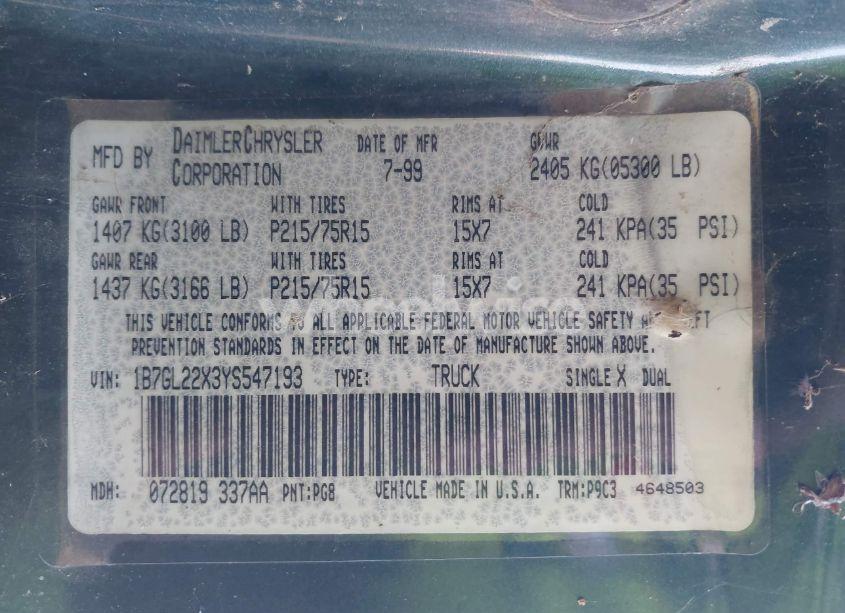 MFD BY DAIMLERCHRYSLER CORPORATION DATE OF MFR 7-99 GVWR 2405 KG(05300 LB)
GAWR FRONT WITH TIRES RIMS AT COLD
1407 KG(3100 LB) P215/75R15 15X7 241 KPA(35 PSI)
GAWR REAR WITH TIRES RIMS AT COLD
1437 KG(3166 LB) P215/75R15 15X7 241 KPA(35 PSI)
THIS VEHICLE CONFORMS TO ALL APPLICABLE FEDERAL MOTOR VEHICLE SAFETY AND THEFT
PREVENTION STANDARDS IN EFFECT ON THE DATE OF MANUFACTURE SHOWN ABOVE.
VIN: 1B7GL22X3YS547193 TYPE: TRUCK SINGLE X DUAL
MDH: 072819 337AA PNT:PG8 VEHICLE MADE IN U.S.A. TRM:P9C3 4648503